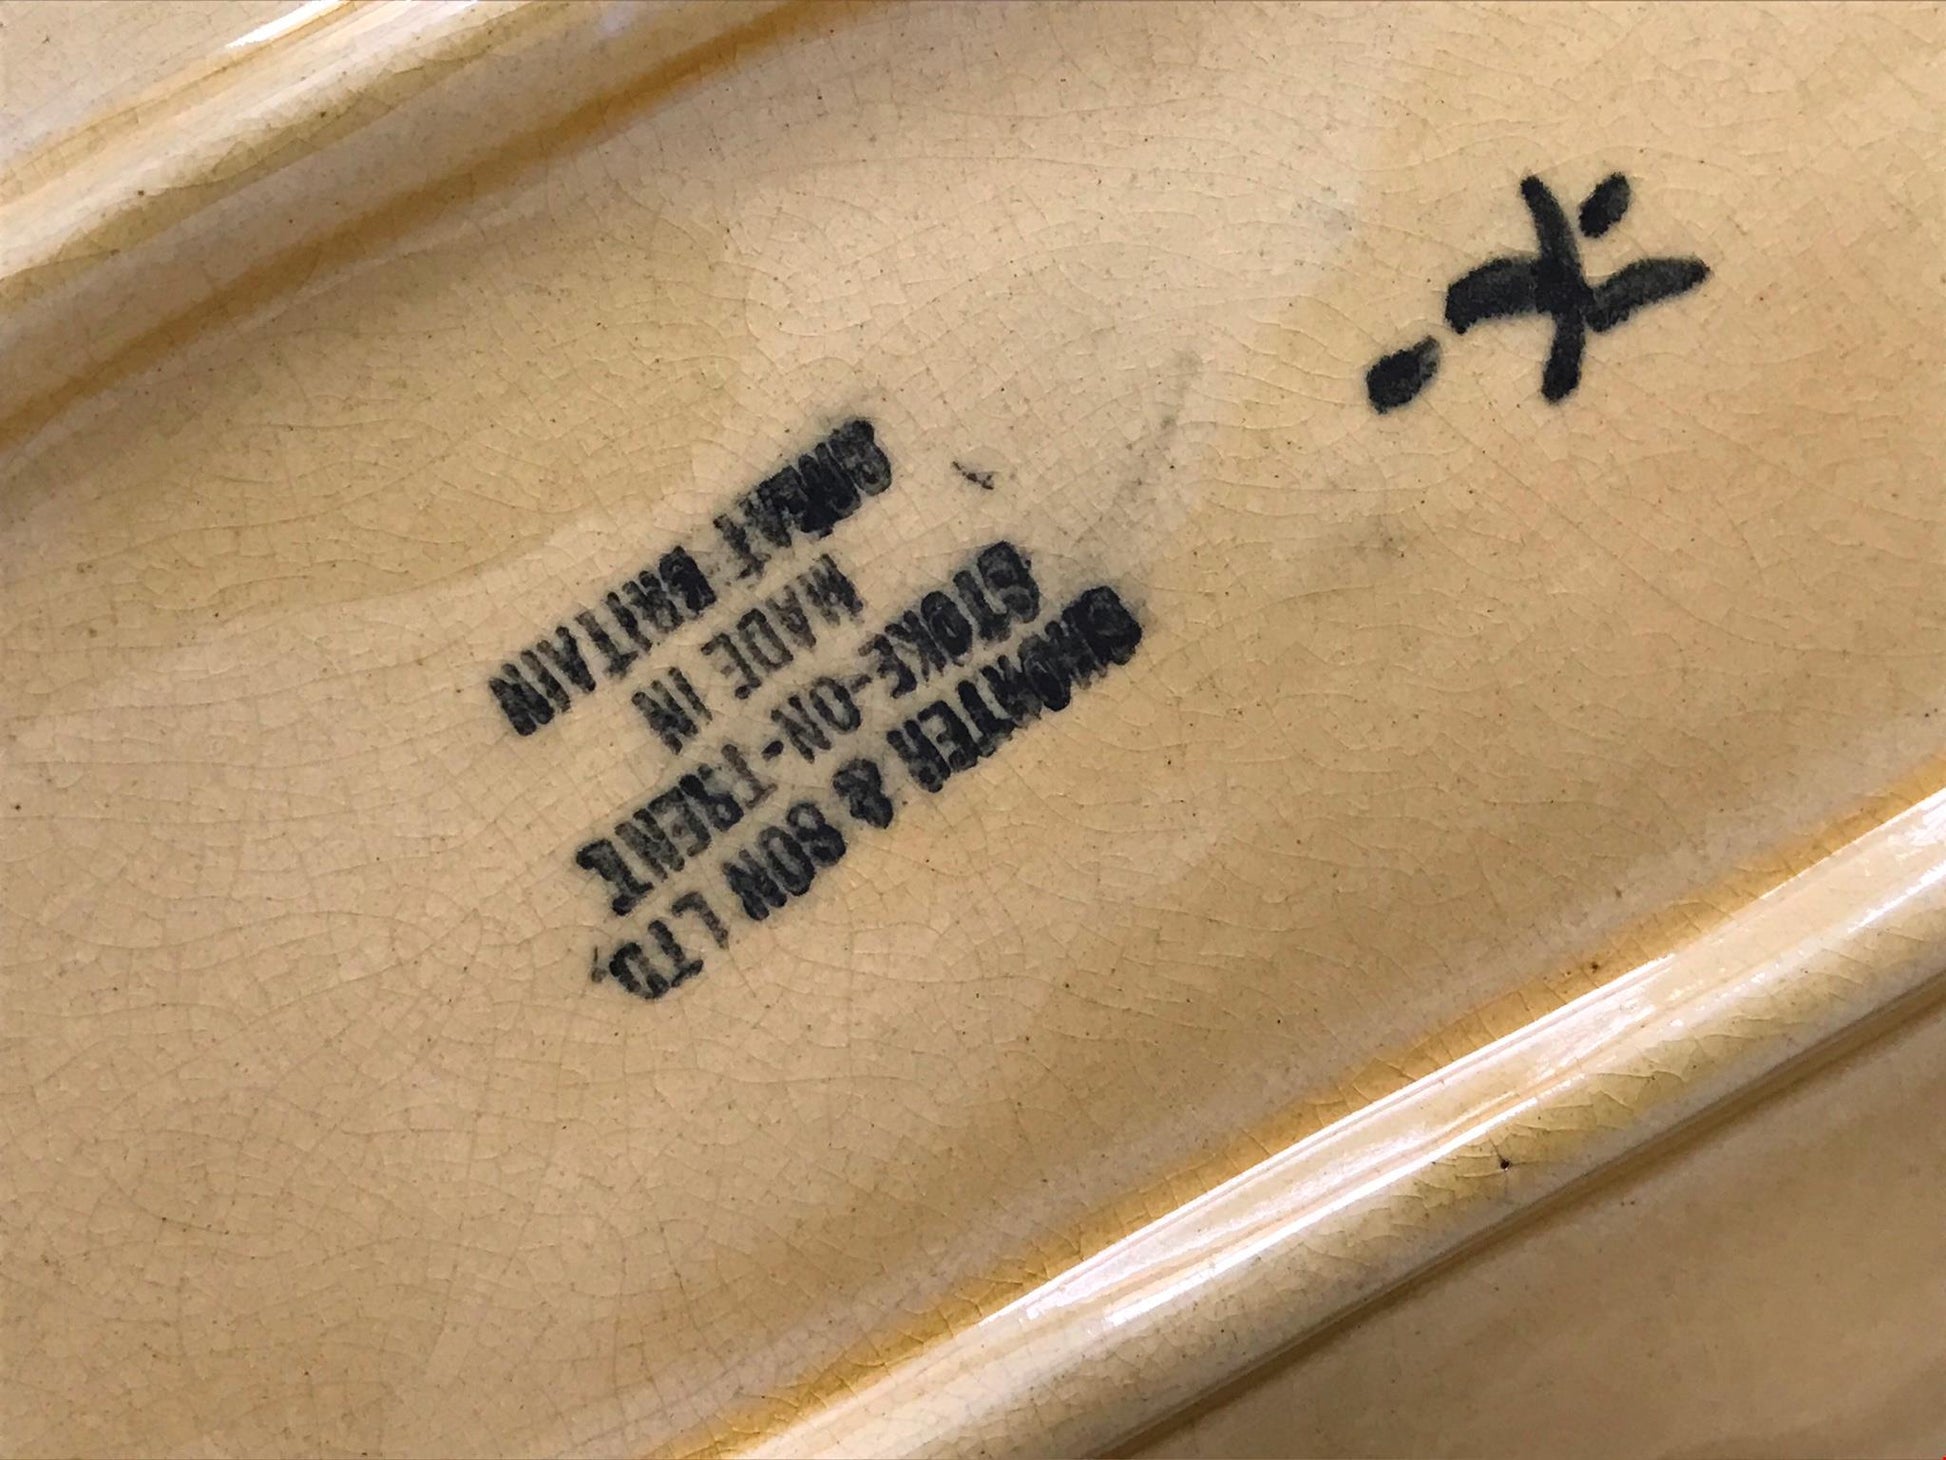 SHORTER & SON LTD.
STOKE-ON-TRENT
MADE IN
GREAT BRITAIN